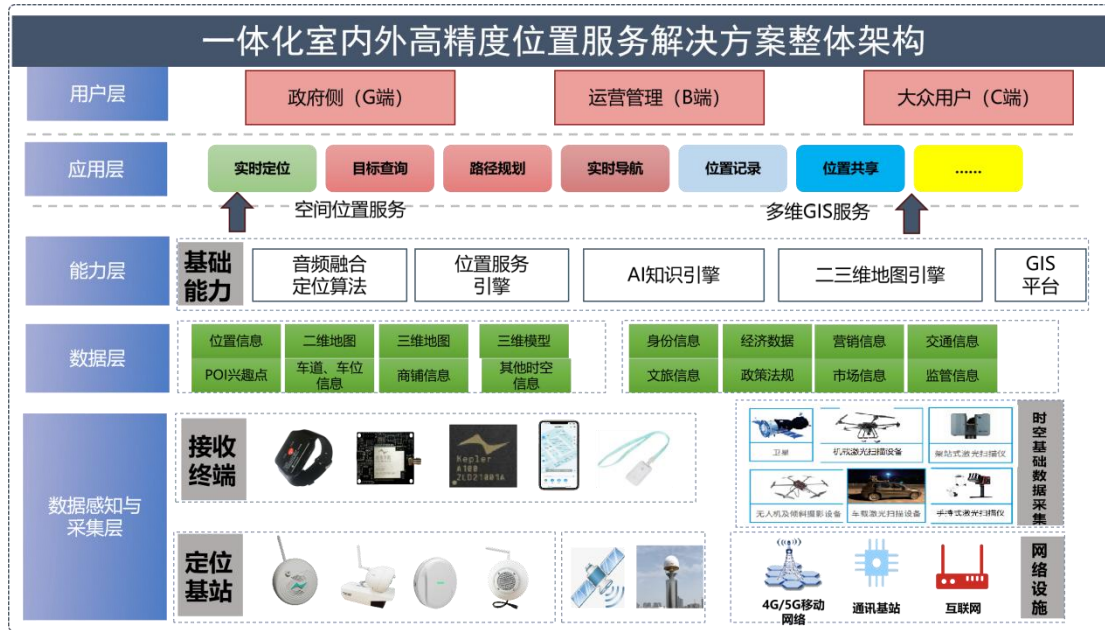 一体化室内外高精度位置服务解决方案整体架构
用户层
政府侧（G端）
运营管理（B端）
大众用户（C端）
应用层
实时定位
目标查询
路径规划
实时导航
位置记录
位置共享
……
空间位置服务
多维GIS服务
能力层
基础
能力
音频融合
定位算法
位置服务
引擎
AI知识引擎
二三维地图引擎
GIS
平台
数据层
位置信息
二维地图
三维地图
三维模型
身份信息
经济数据
营销信息
交通信息
POI兴趣点
车道、车位
信息
商铺信息
其他时空
信息
文旅信息
政策法规
市场信息
监管信息
数据感知与
采集层
接收
终端
Kepler
A100
卫星
机载激光扫描设备
架站式激光扫描仪
无人机及倾斜摄影设备
车载激光扫描设备
手持式激光扫描仪
时空基础数据采集
定位
基站
4G/5G移动
网络
通讯基站
互联网
网络设施